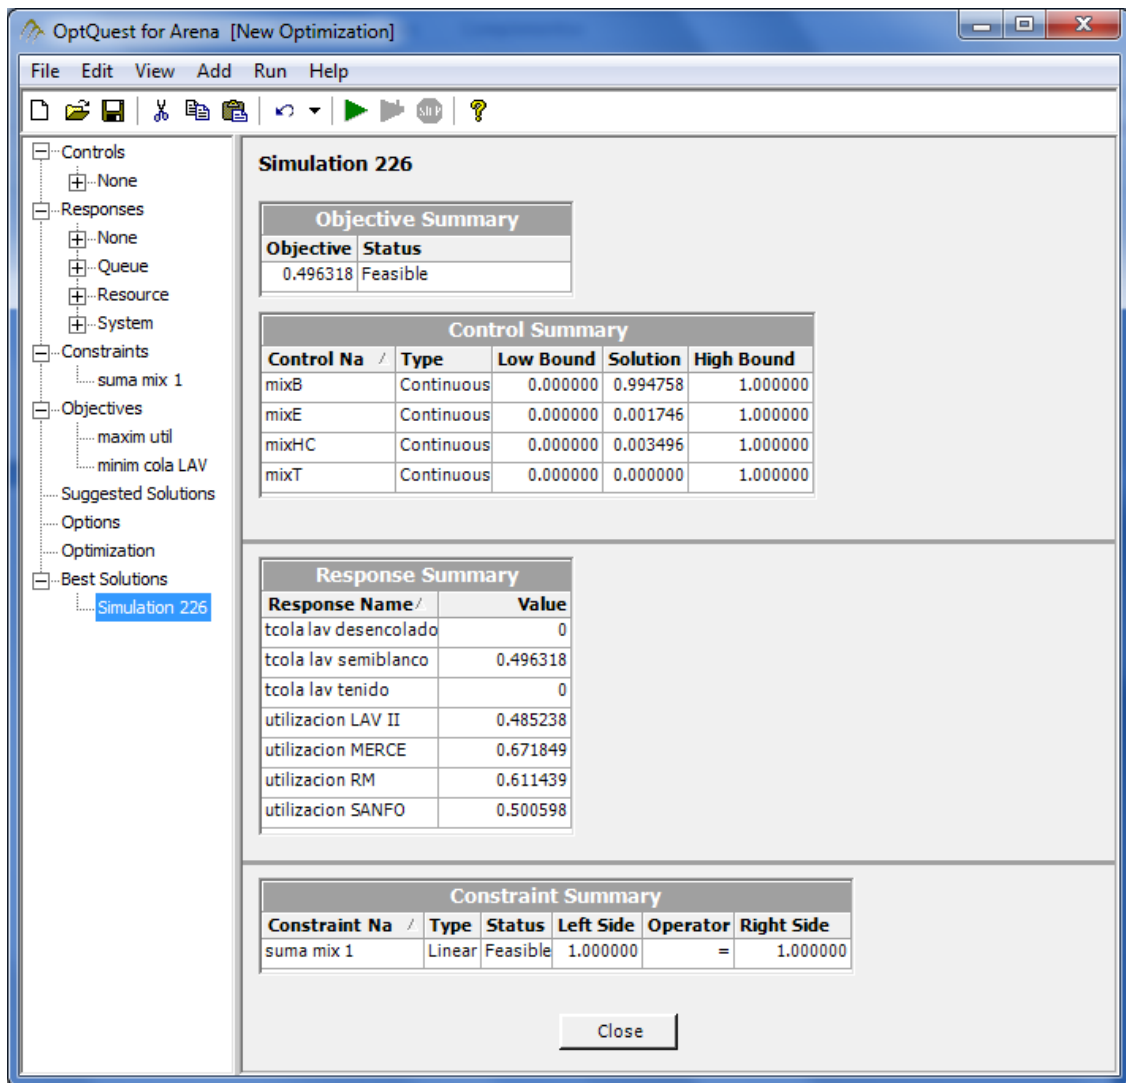 OptQuest for Arena [New Optimization]
File Edit View Add Run Help
STOP
Controls
None
Responses
None
Queue
Resource
System
Constraints
suma mix 1
Objectives
maxim util
minim cola LAV
Suggested Solutions
Options
Optimization
Best Solutions
Simulation 226
Simulation 226
Objective Summary
Objective Status
0.496318 Feasible
Control Summary
Control Na Type Low Bound Solution High Bound
mixB Continuous 0.000000 0.994758 1.000000
mixE Continuous 0.000000 0.001746 1.000000
mixHC Continuous 0.000000 0.003496 1.000000
mixT Continuous 0.000000 0.000000 1.000000
Response Summary
Response Name Value
tcola lav desencolado 0
tcola lav semiblanco 0.496318
tcola lav tenido 0
utilizacion LAV II 0.485238
utilizacion MERCE 0.671849
utilizacion RM 0.611439
utilizacion SANFO 0.500598
Constraint Summary
Constraint Na Type Status Left Side Operator Right Side
suma mix 1 Linear Feasible 1.000000 = 1.000000
Close